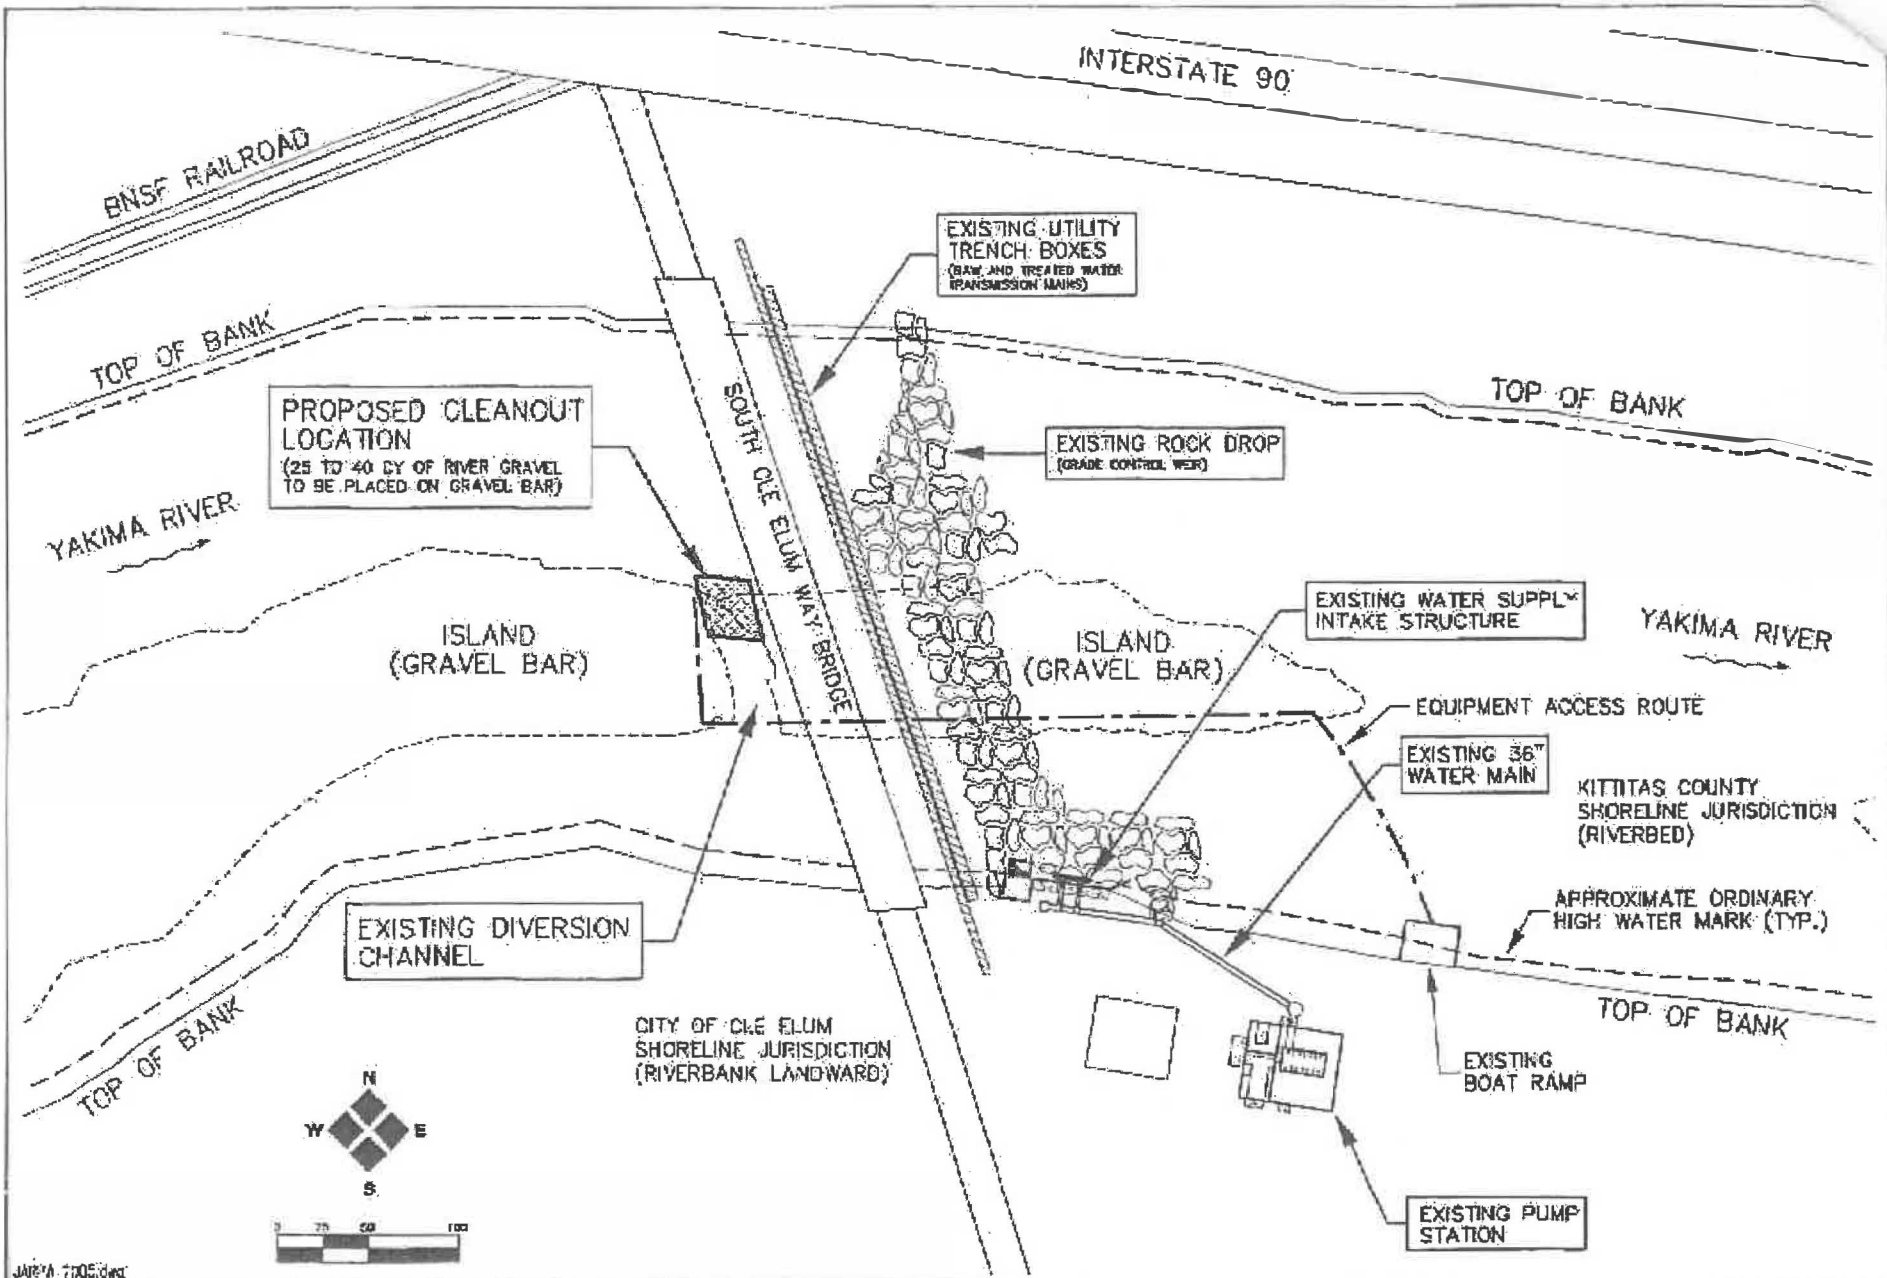 INTERSTATE 90
BNSF RAILROAD
EXISTING UTILITY
TRENCH BOXES
(RAW AND TREATED WATER
TRANSMISSION MAINS)
TOP OF BANK
TOP OF BANK
PROPOSED CLEANOUT
LOCATION
(25 TO 40 CY OF RIVER GRAVEL
TO BE PLACED ON GRAVEL BAR)
SOUTH CLE ELUM WAY BRIDGE
EXISTING ROCK DROP
(GRADE CONTROL WEIR)
YAKIMA RIVER
ISLAND
(GRAVEL BAR)
ISLAND
(GRAVEL BAR)
EXISTING WATER SUPPLY
INTAKE STRUCTURE
YAKIMA RIVER
EQUIPMENT ACCESS ROUTE
EXISTING 36"
WATER MAIN
KITTITAS COUNTY
SHORELINE JURISDICTION
(RIVERBED)
APPROXIMATE ORDINARY
HIGH WATER MARK (TYP.)
EXISTING DIVERSION
CHANNEL
TOP OF BANK
TOP OF BANK
CITY OF CLE ELUM
SHORELINE JURISDICTION
(RIVERBANK LANDWARD)
EXISTING
BOAT RAMP
N
W E
S
EXISTING PUMP
STATION
50 100